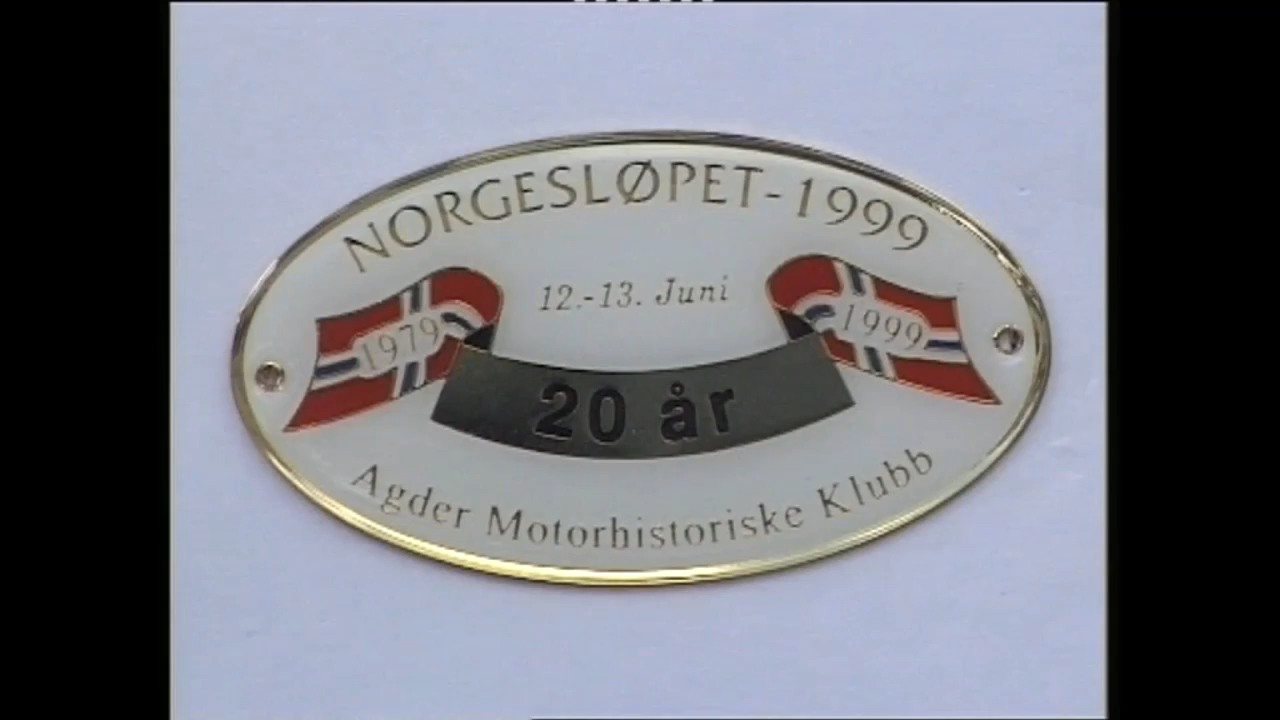 NORGESLØPET-1999
12.-13. Juni
1979
1999
20 år
Agder Motorhistoriske Klubb